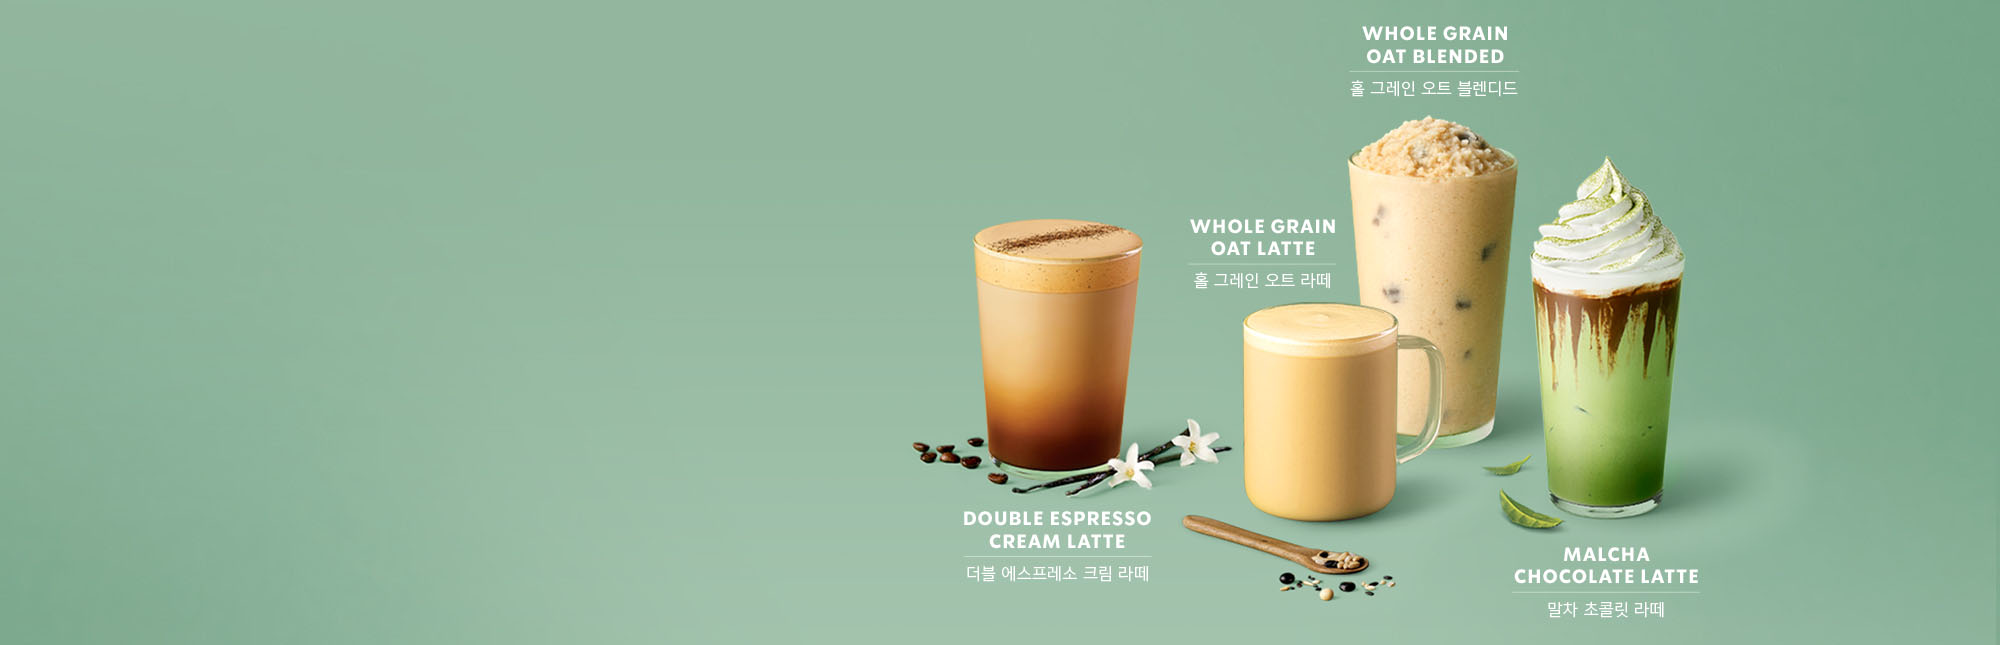 WHOLE GRAIN
OAT BLENDED
홀 그레인 오트 블렌디드
WHOLE GRAIN
OAT LATTE
홀 그레인 오트 라떼
DOUBLE ESPRESSO
CREAM LATTE
더블 에스프레소 크림 라떼
MALCHA
CHOCOLATE LATTE
말차 초콜릿 라떼